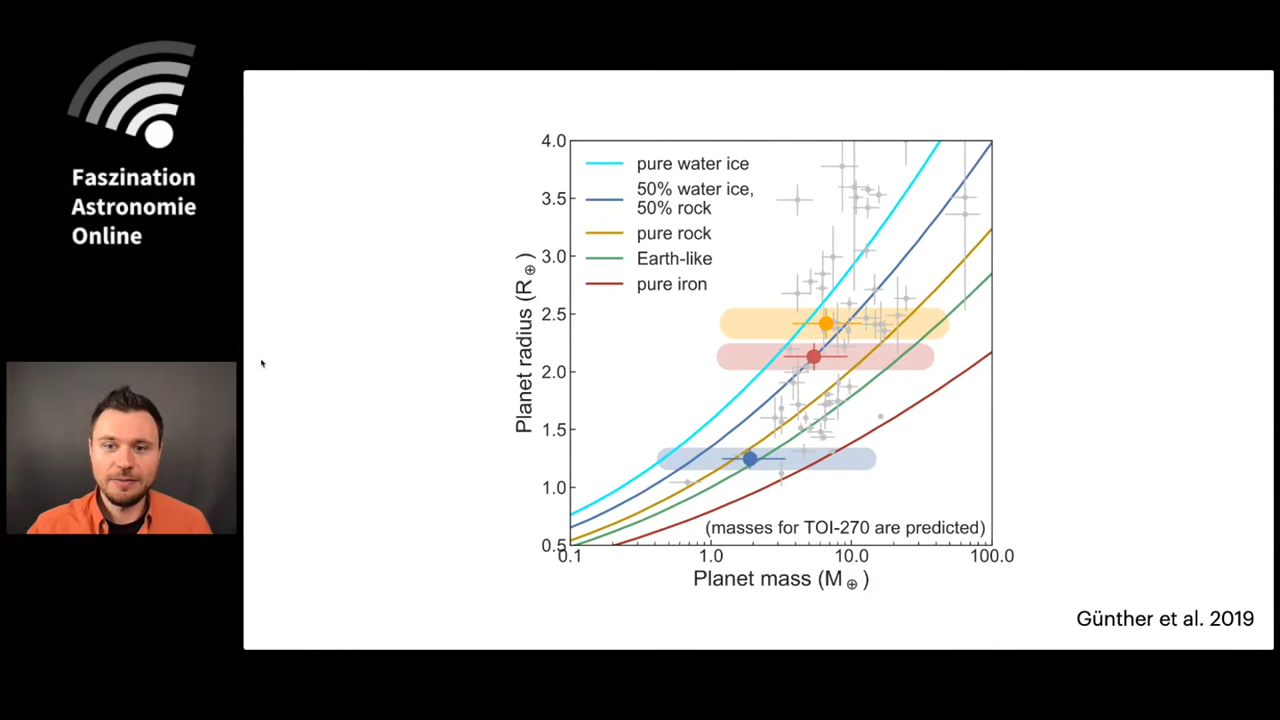 Faszination
Astronomie
Online
4.0
3.5
3.0
2.5
2.0
1.5
1.0
0.5
Planet radius (R⊕)
pure water ice
50% water ice,
50% rock
pure rock
Earth-like
pure iron
(masses for TOI-270 are predicted)
0.1 1.0 10.0 100.0
Planet mass (M⊕)
Günther et al. 2019